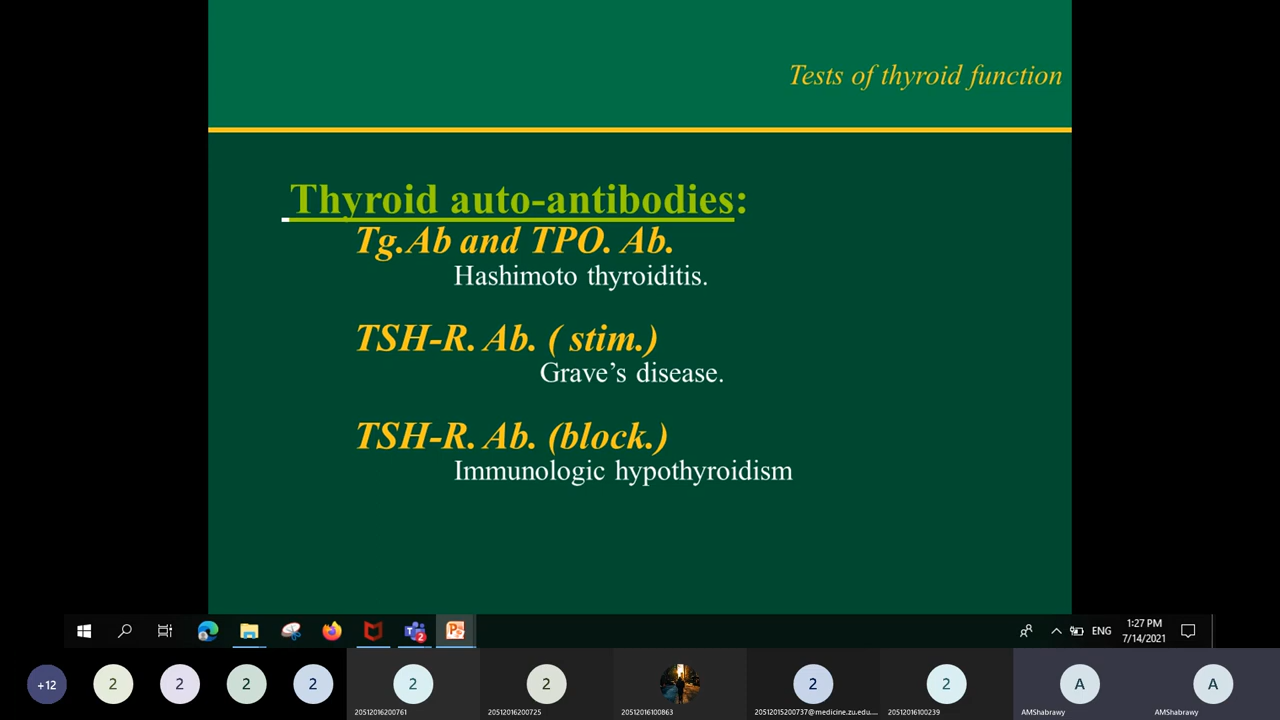 Tests of thyroid function
Thyroid auto-antibodies:
Tg.Ab and TPO. Ab.
Hashimoto thyroiditis.
TSH-R. Ab. ( stim.)
Grave’s disease.
TSH-R. Ab. (block.)
Immunologic hypothyroidism
ENG
1:27 PM
7/14/2021
2
+12
2
2
2
2
2
2
2
2
A
A
20512016200761
20512016200725
20512016100863
20512015200737@medicine.zu.edu....
20512016100239
AMShabrawy
AMShabrawy